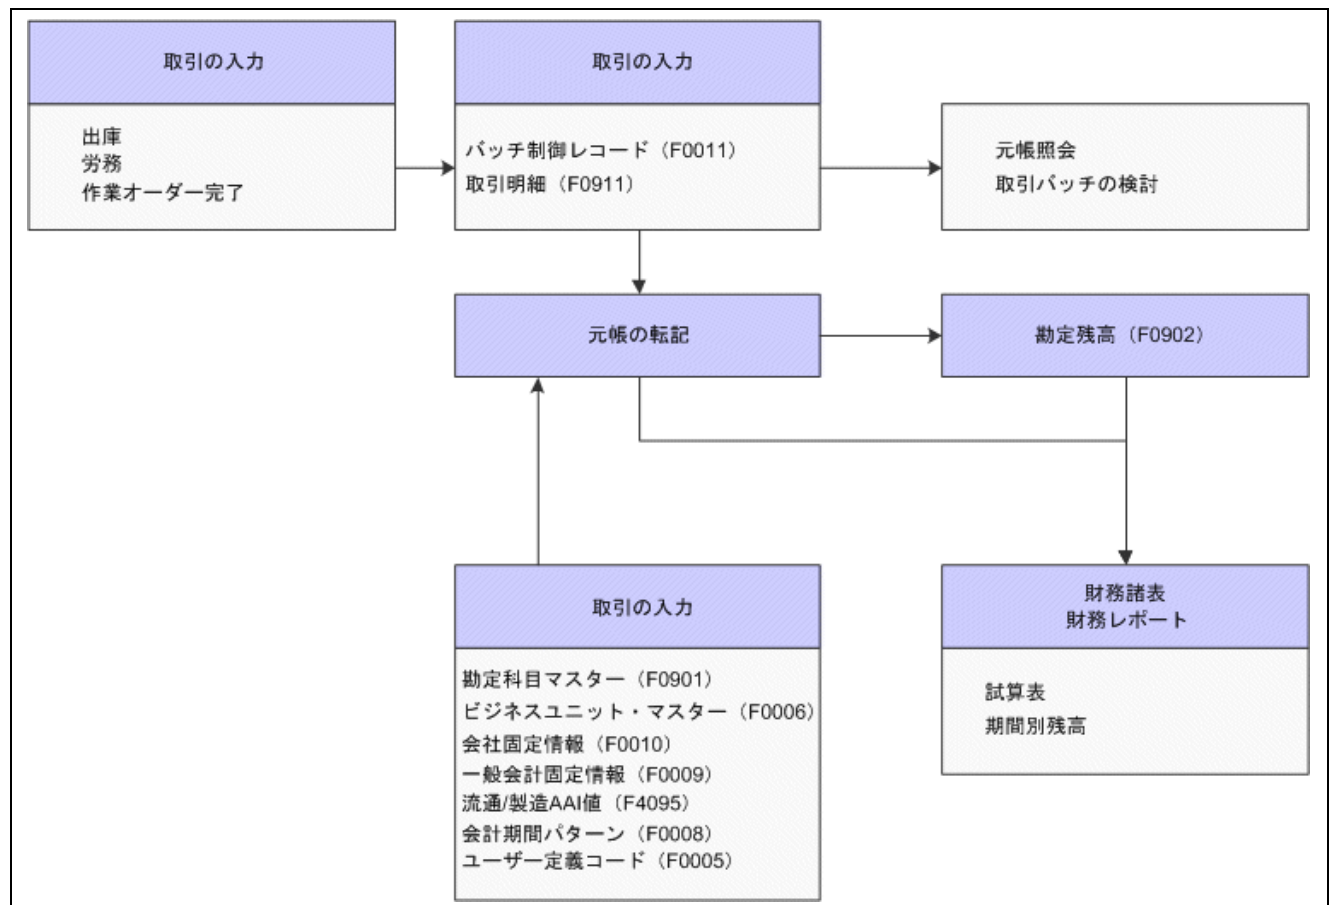 取引の入力
出庫
労務
作業オーダー完了
取引の入力
バッチ制御レコード（F0011）
取引明細（F0911）
元帳照会
取引バッチの検討
元帳の転記
勘定残高（F0902）
取引の入力
勘定科目マスター（F0901）
ビジネスユニット・マスター（F0006）
会社固定情報（F0010）
一般会計固定情報（F0009）
流通/製造AAI値（F4095）
会計期間パターン（F0008）
ユーザー定義コード（F0005）
財務諸表
財務レポート
試算表
期間別残高